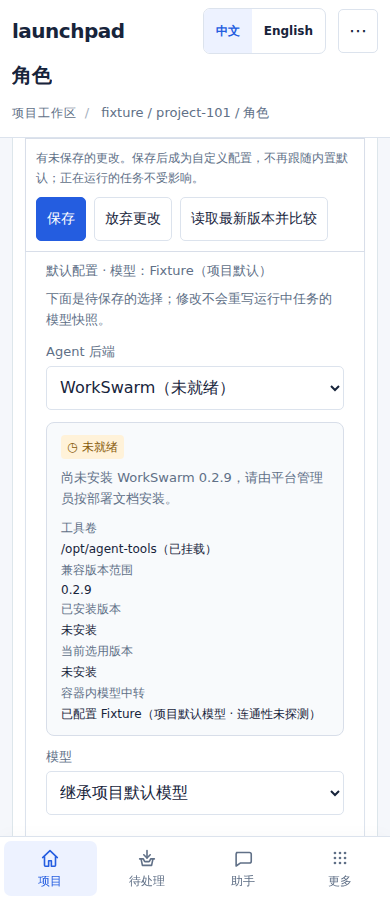 launchpad
中文
English
...
角色
项目工作区 / fixture / project-101 / 角色
有未保存的更改。保存后成为自定义配置，不再跟随内置默
认；正在运行的任务不受影响。
保存
放弃更改
读取最新版本并比较
默认配置 · 模型：Fixture（项目默认）
下面是待保存的选择；修改不会重写运行中任务的
模型快照。
Agent 后端
WorkSwarm（未就绪）
未就绪
尚未安装 WorkSwarm 0.2.9，请由平台管理
员按部署文档安装。
工具卷
/opt/agent-tools（已挂载）
兼容版本范围
0.2.9
已安装版本
未安装
当前选用版本
未安装
容器内模型中转
已配置 Fixture（项目默认模型 · 连通性未探测）
模型
继承项目默认模型
项目
待处理
助手
更多